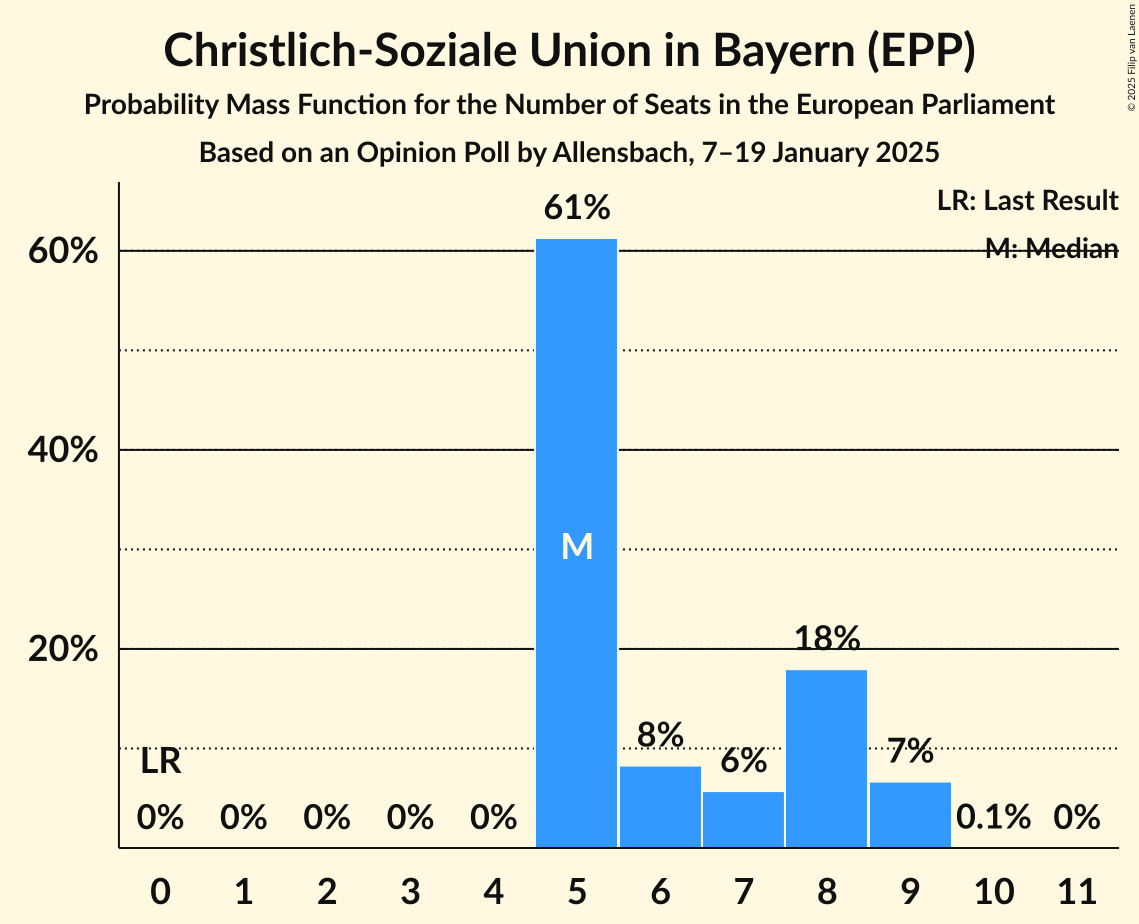 Christlich-Soziale Union in Bayern (EPP)
Probability Mass Function for the Number of Seats in the European Parliament
Based on an Opinion Poll by Allensbach, 7–19 January 2025
© 2025 Filip van Laenen
LR: Last Result
M: Median
61%
60%
40%
M
20%
18%
8%
7%
6%
LR
0% 0% 0% 0% 0% 0.1% 0%
0 1 2 3 4 5 6 7 8 9 10 11